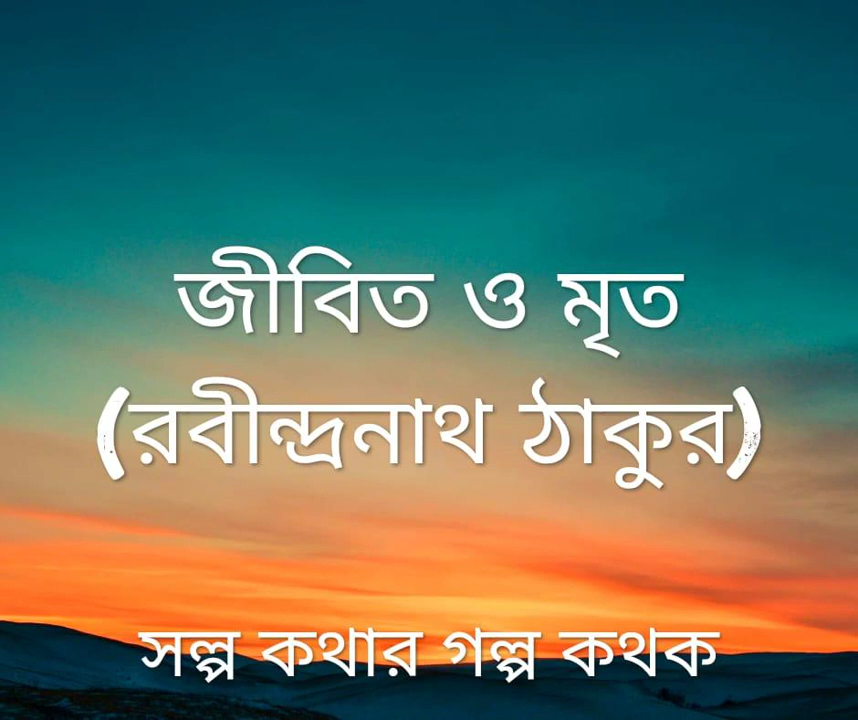 জীবিত ও মৃত
(রবীন্দ্রনাথ ঠাকুর)
সল্প কথার গল্প কথক